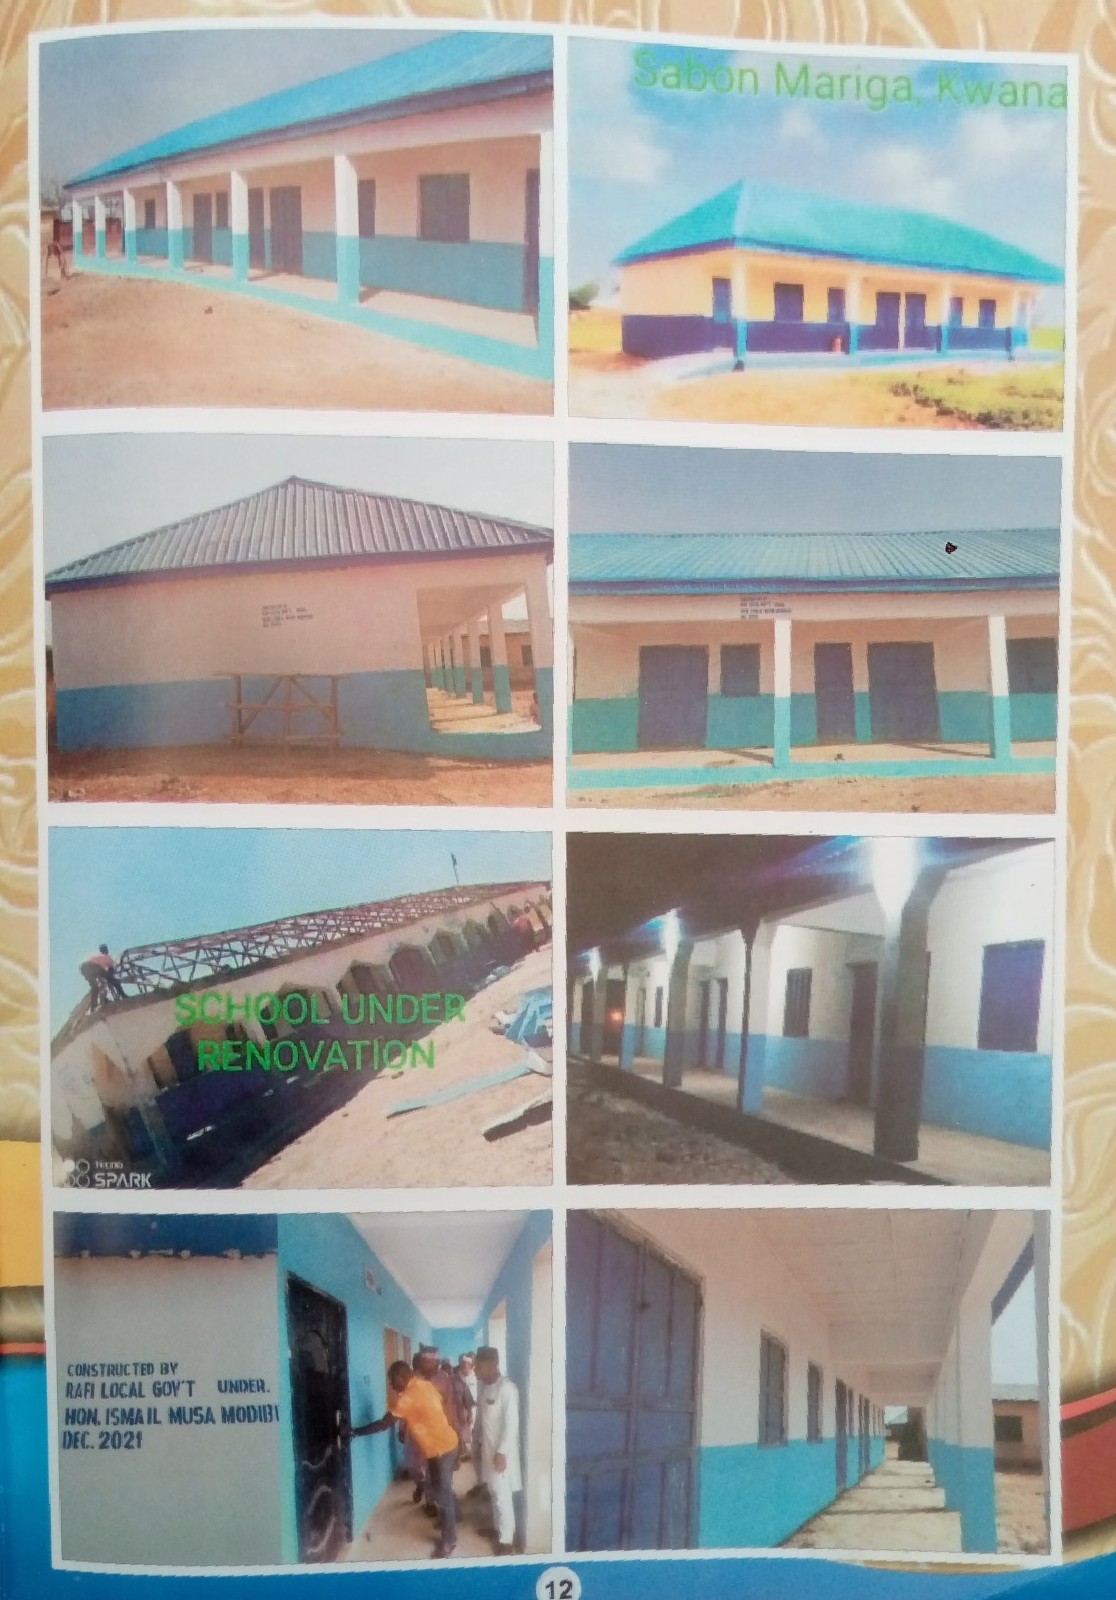 Sabon Mariga, Kwana
SCHOOL UNDER
RENOVATION
TECNO
SPARK
CONSTRUCTED BY
RAFI LOCAL GOV'T UNDER.
HON. ISMAIL MUSA MODIBI
DEC. 2021
12